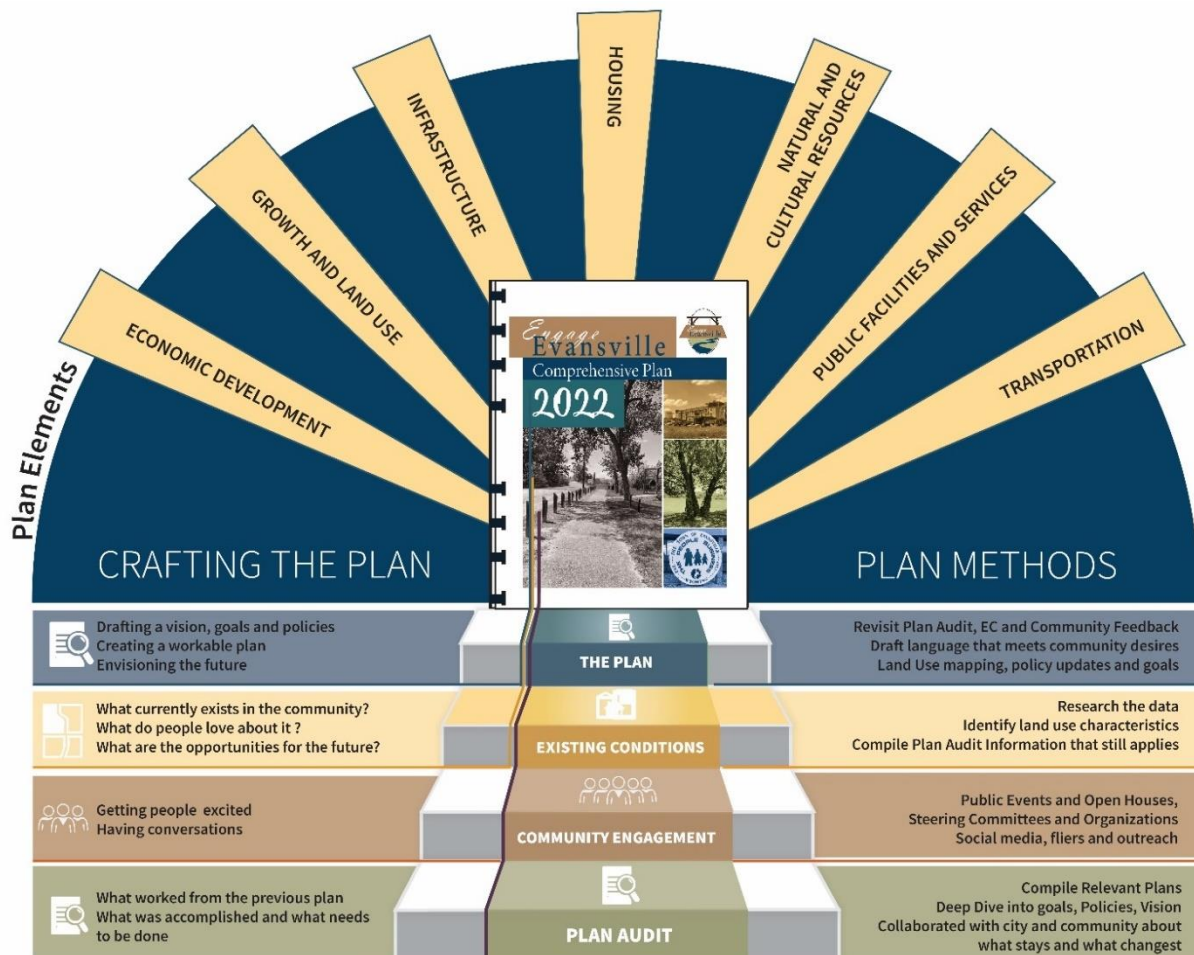 HOUSING
NATURAL AND
CULTURAL RESOURCES
INFRASTRUCTURE
GROWTH AND LAND USE
PUBLIC FACILITIES AND SERVICES
ECONOMIC DEVELOPMENT
TRANSPORTATION
Plan Elements
Engage
Evansville
Comprehensive Plan
2022
CRAFTING THE PLAN
PLAN METHODS
Drafting a vision, goals and policies
Creating a workable plan
Envisioning the future
THE PLAN
Revisit Plan Audit, EC and Community Feedback
Draft language that meets community desires
Land Use mapping, policy updates and goals
What currently exists in the community?
What do people love about it ?
What are the opportunities for the future?
EXISTING CONDITIONS
Research the data
Identify land use characteristics
Compile Plan Audit Information that still applies
Getting people excited
Having conversations
COMMUNITY ENGAGEMENT
Public Events and Open Houses,
Steering Committees and Organizations
Social media, fliers and outreach
What worked from the previous plan
What was accomplished and what needs
to be done
PLAN AUDIT
Compile Relevant Plans
Deep Dive into goals, Policies, Vision
Collaborated with city and community about
what stays and what changest